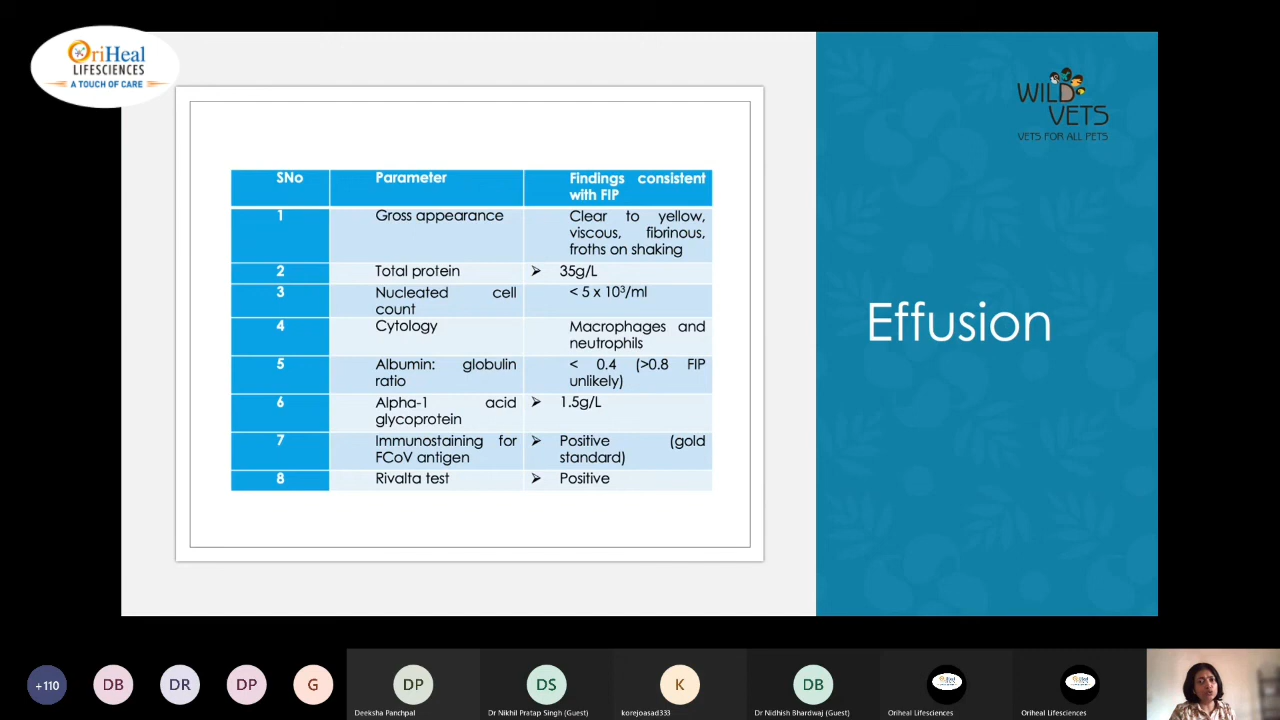 OriHeal
LIFESCIENCES
A TOUCH OF CARE
WILD
VETS
VETS FOR ALL PETS
SNo Parameter Findings consistent
with FIP
1 Gross appearance Clear to yellow,
viscous, fibrinous,
froths on shaking
2 Total protein ➢ 35g/L
3 Nucleated cell < 5 x 10³/ml
count
4 Cytology Macrophages and
neutrophils
5 Albumin: globulin < 0.4 (>0.8 FIP
ratio unlikely)
6 Alpha-1 acid ➢ 1.5g/L
glycoprotein
7 Immunostaining for ➢ Positive (gold
FCoV antigen standard)
8 Rivalta test ➢ Positive
Effusion
+110 DB DR DP G DP DS K DB
Deeksha Panchpal Dr Nikhil Pratap Singh (Guest) korejoasad333 Dr Nidhish Bhardwaj (Guest) Oriheal Lifesciences Oriheal Lifesciences